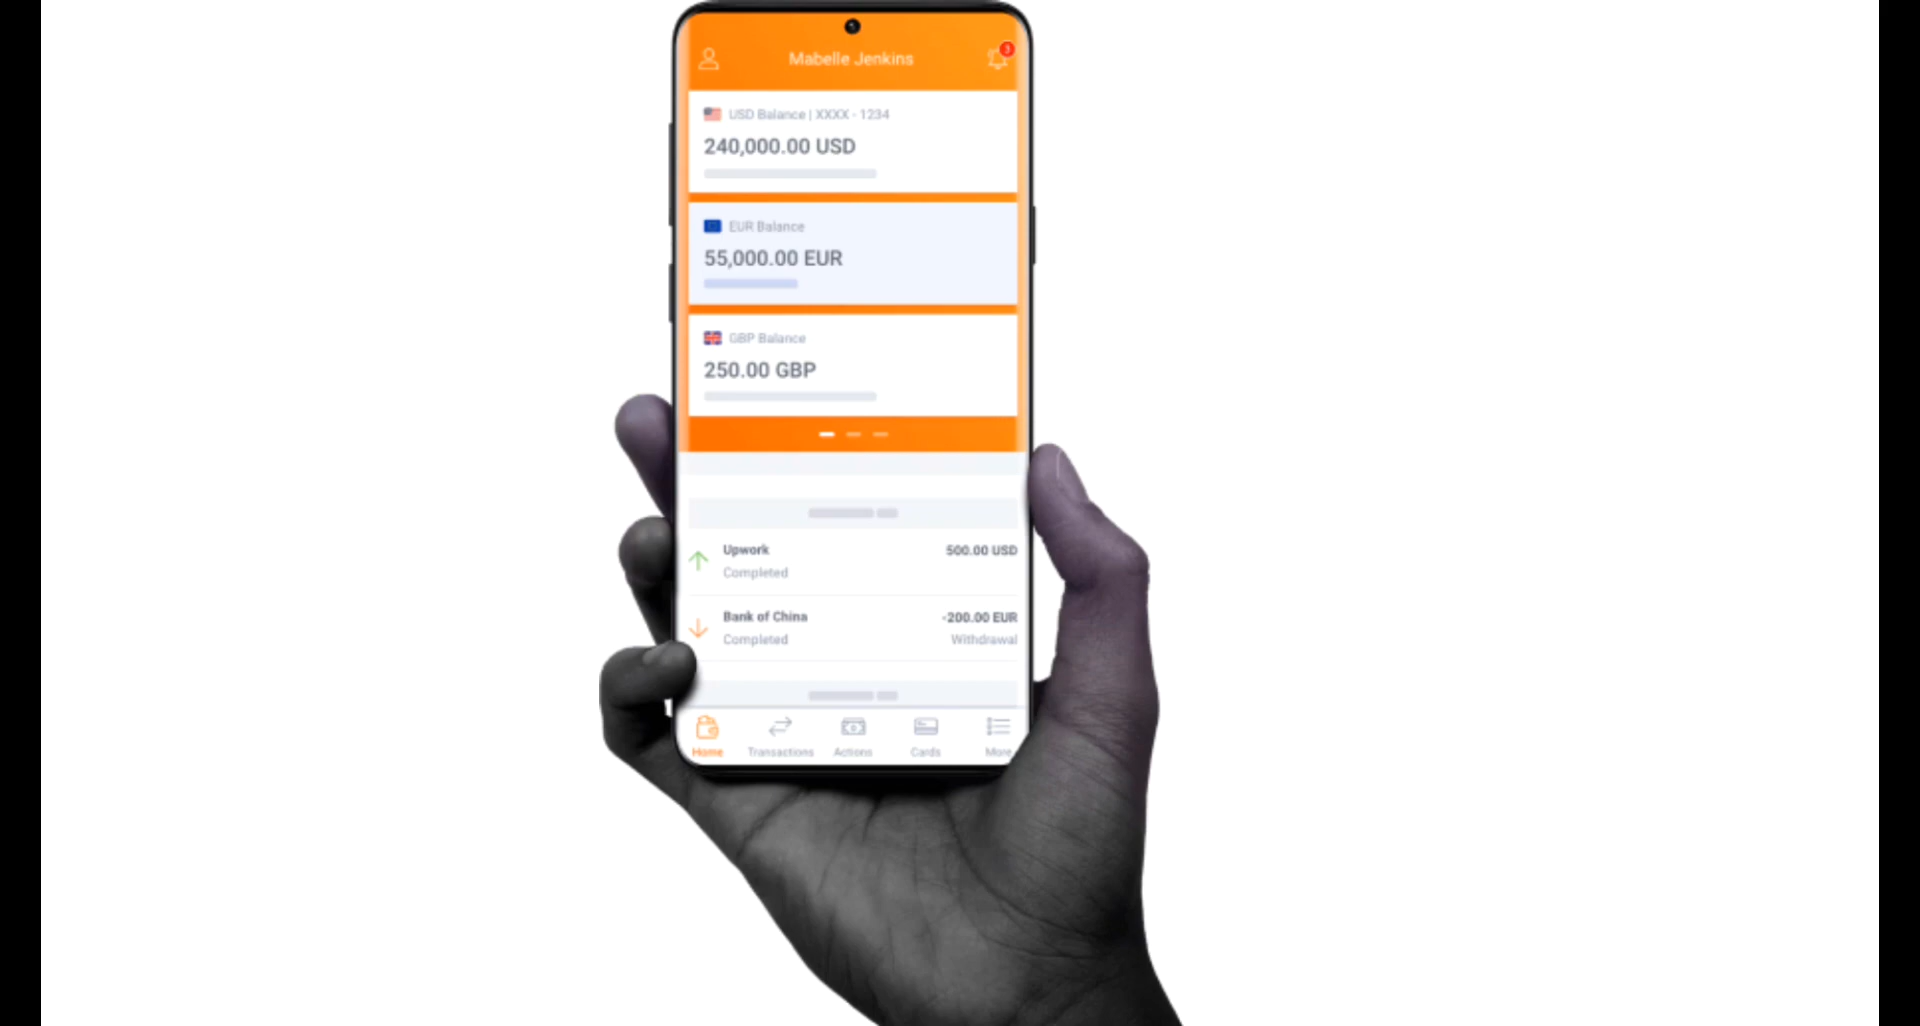 Mabelle Jenkins
3
USD Balance | XXXX - 1234
240,000.00 USD
EUR Balance
55,000.00 EUR
GBP Balance
250.00 GBP
Upwork 500.00 USD
Completed
Bank of China -200.00 EUR
Completed Withdrawal
Home Transactions Actions Cards More